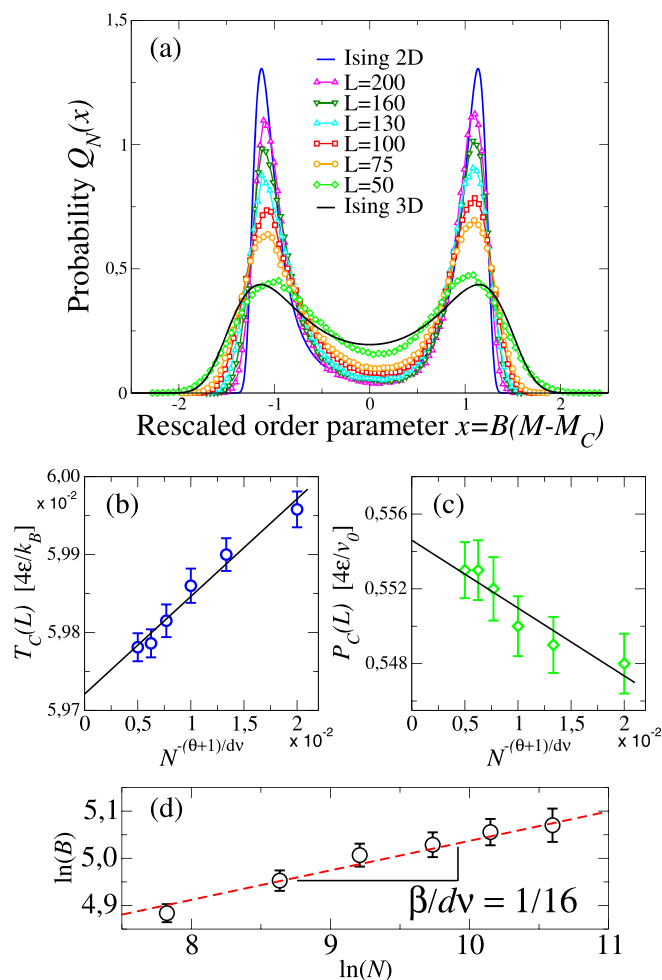 1,5
(a)
Ising 2D
L=200
L=160
L=130
L=100
L=75
L=50
Ising 3D
1
0.5
0
Probability Q_N(x)
-2 -1 0 1 2
Rescaled order parameter x=B(M-M_C)
6,00
x 10^-2
(b)
5,99
5,98
5,97
T_C(L) [4ε/k_B]
0 0,5 1 1,5 2
x 10^-2
N^-(θ+1)/dν
0,556
(c)
0,552
0,548
P_C(L) [4ε/v_0]
0 0,5 1 1,5 2
x 10^-2
N^-(θ+1)/dν
(d)
5,1
5,0
4,9
ln(B)
β/dν = 1/16
8 9 10 11
ln(N)